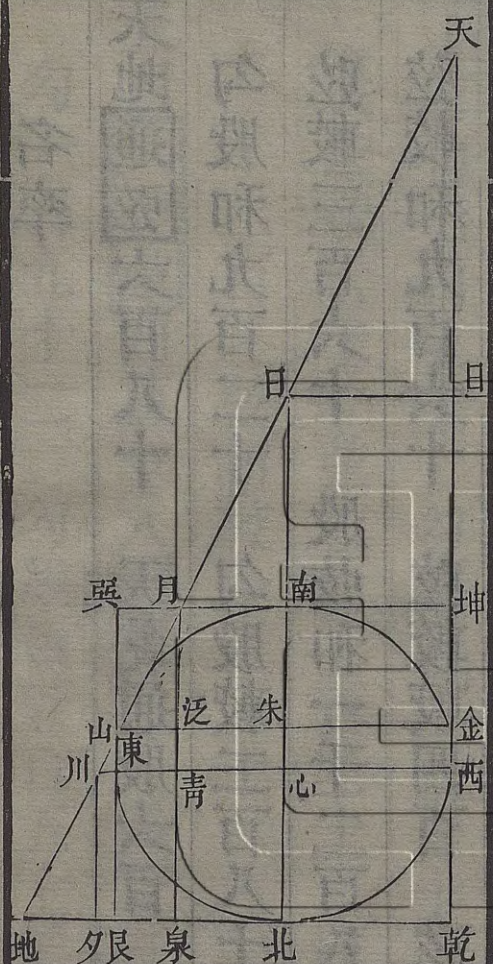 天
日 旦
巽 月 南 坤
山 泛 朱 金
川 東 青 心 西
地 夕 艮 泉 北 乾